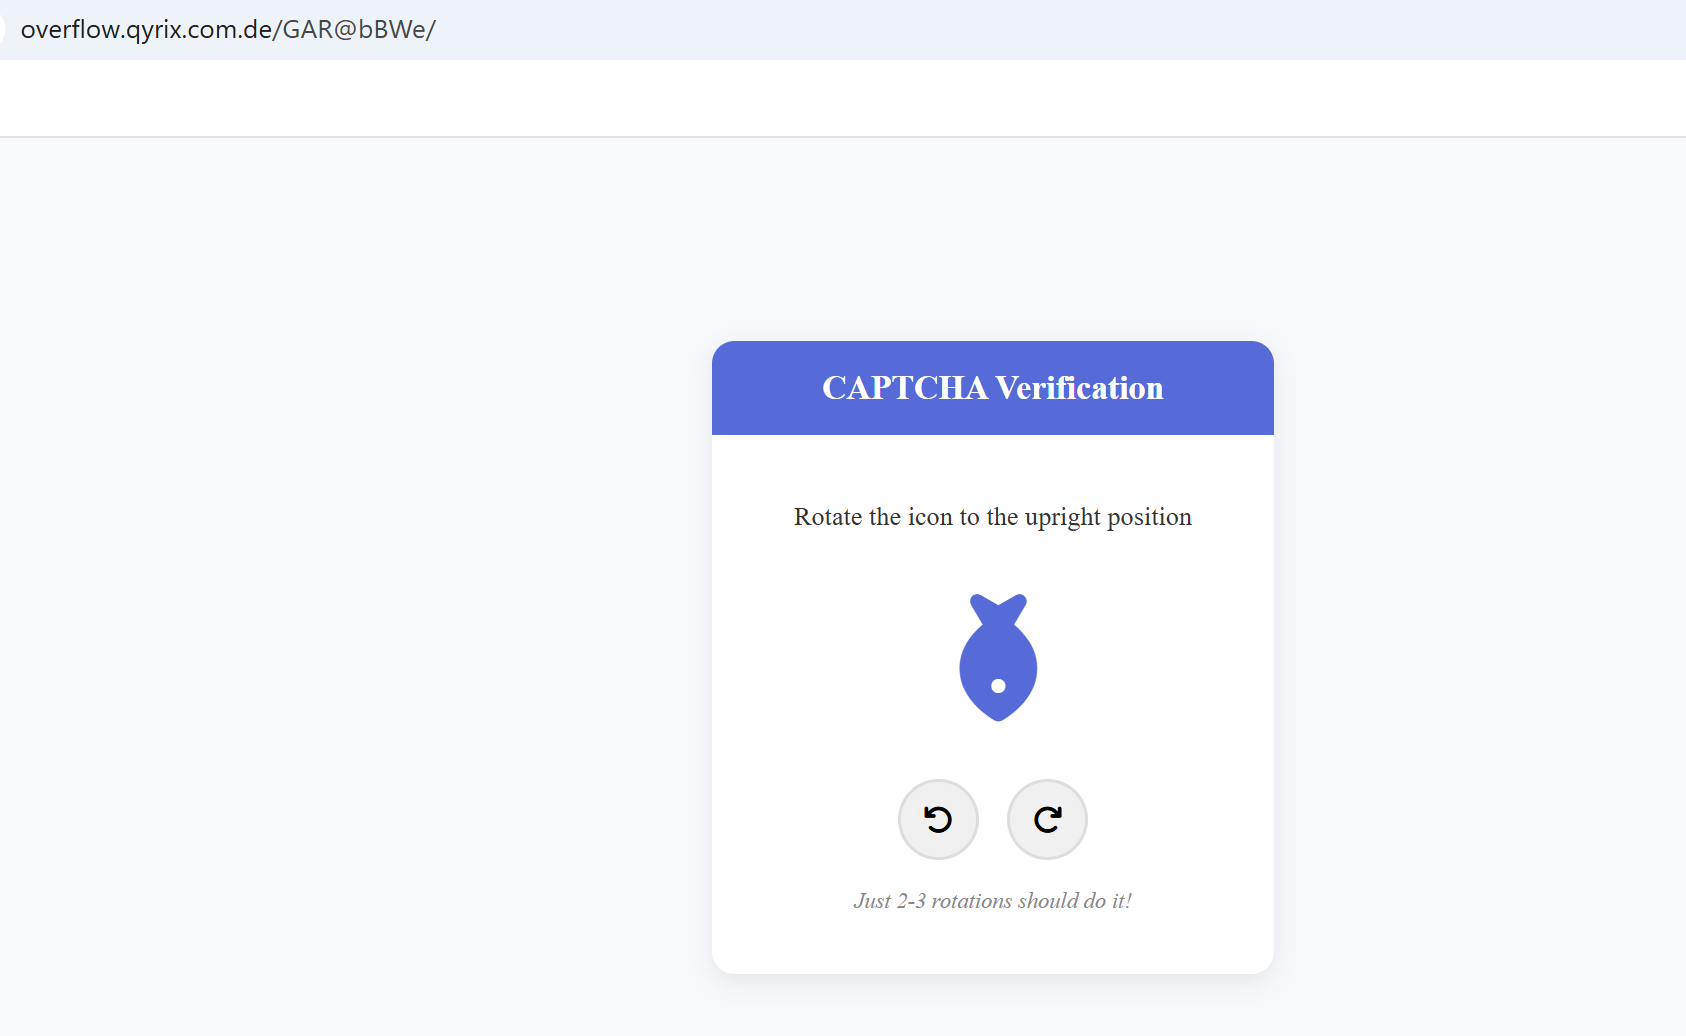 overflow.qyrix.com.de/GAR@bBWe/
CAPTCHA Verification
Rotate the icon to the upright position
Just 2-3 rotations should do it!